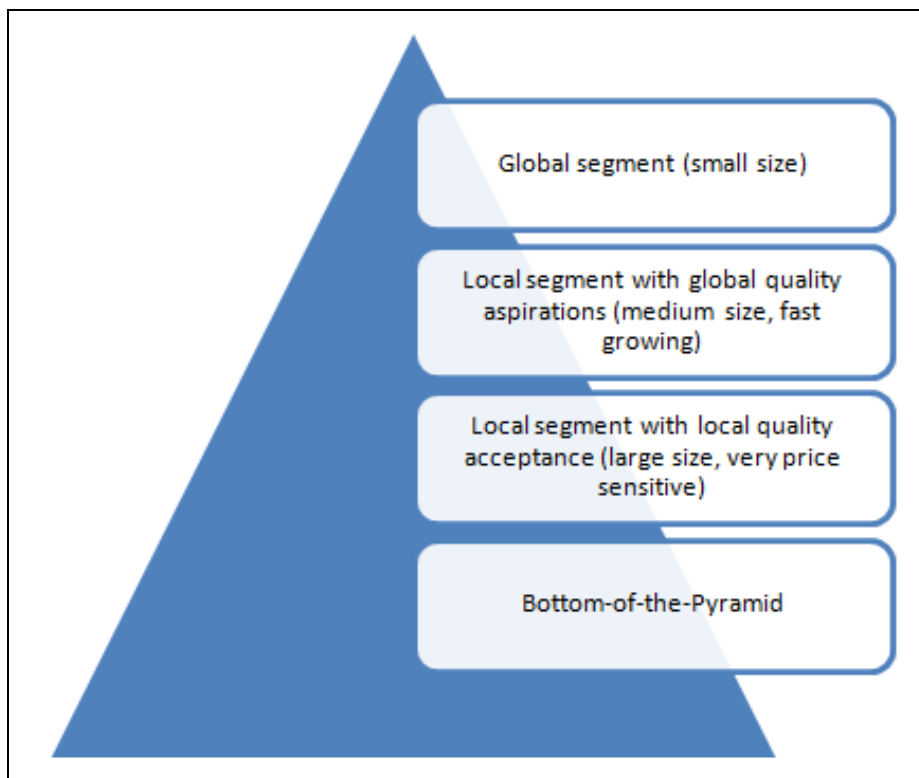 Global segment (small size)
Local segment with global quality
aspirations (medium size, fast
growing)
Local segment with local quality
acceptance (large size, very price
sensitive)
Bottom-of-the-Pyramid